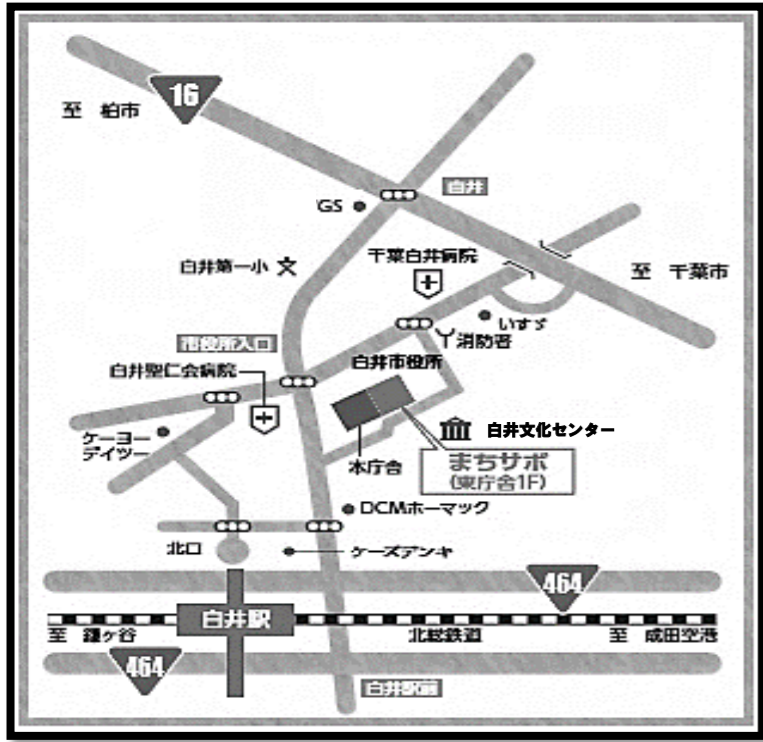 16
至 柏市
白井
GS
千葉白井病院
白井第一小
至 千葉市
いすゞ
消防署
市役所入口
白井市役所
白井聖仁会病院
ケーヨー
デイツー
白井文化センター
本庁舎
まちサポ
(東庁舎1F)
DCMホーマック
北口
ケーズデンキ
464
白井駅
至 鎌ヶ谷
北総鉄道
至 成田空港
464
白井駅前